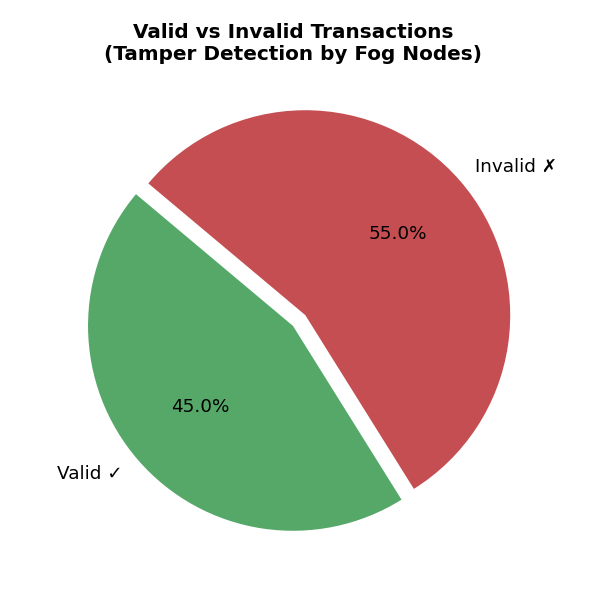 Valid vs Invalid Transactions
(Tamper Detection by Fog Nodes)
Invalid ✗
55.0%
45.0%
Valid ✓